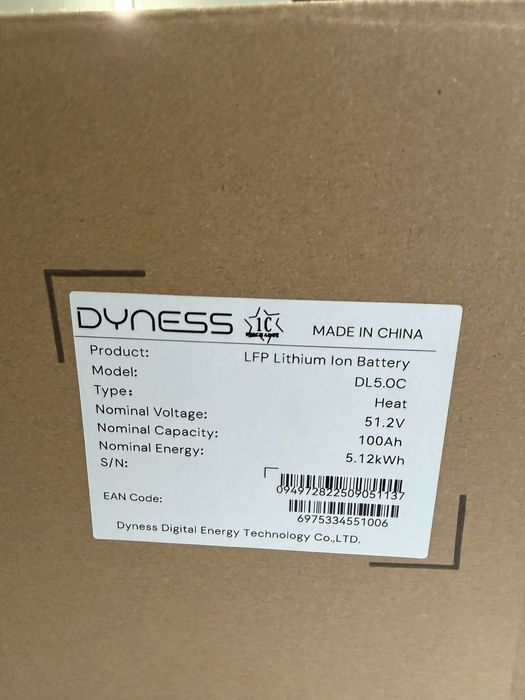 DYNESS 1C MADE IN CHINA
Product: LFP Lithium Ion Battery
Model: DL5.0C
Type: Heat
Nominal Voltage: 51.2V
Nominal Capacity: 100Ah
Nominal Energy: 5.12kWh
S/N:
094972822509051137
EAN Code:
6975334551006
Dyness Digital Energy Technology Co.,LTD.